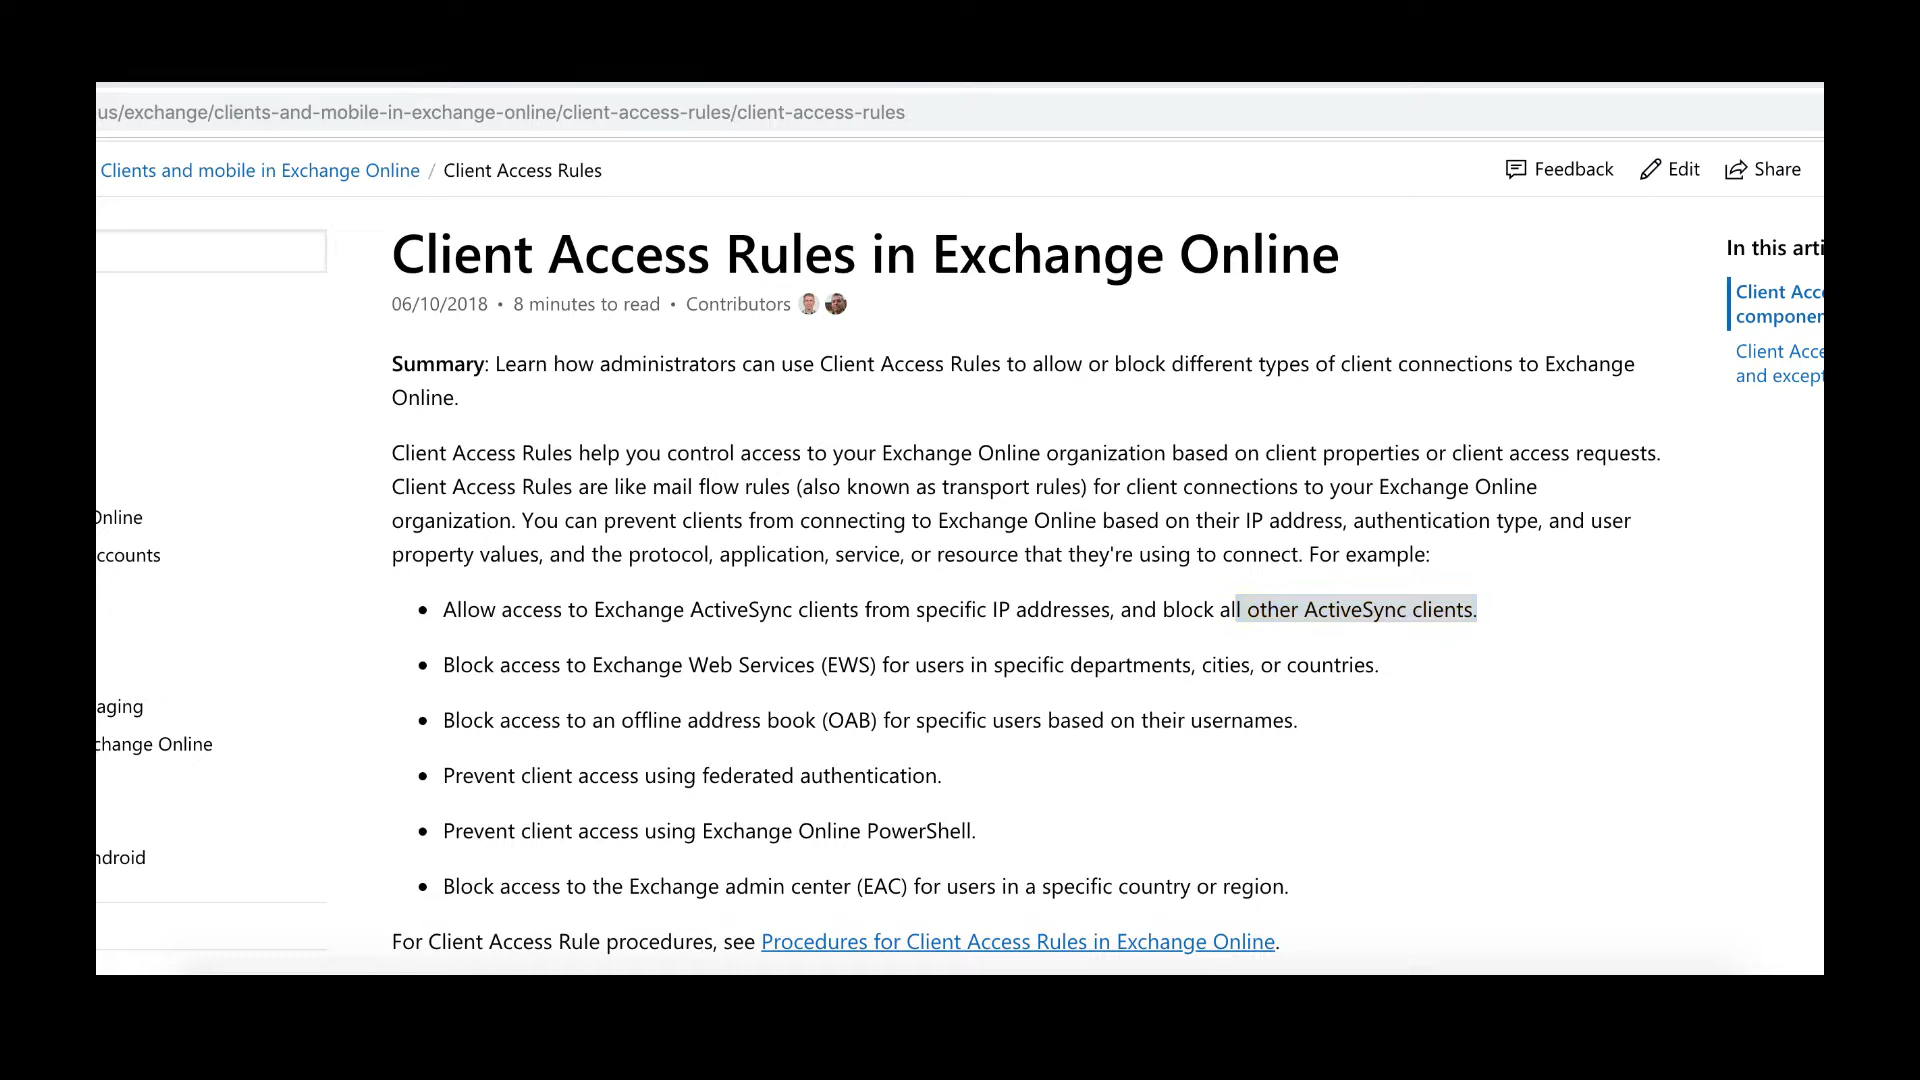 us/exchange/clients-and-mobile-in-exchange-online/client-access-rules/client-access-rules
Clients and mobile in Exchange Online / Client Access Rules
Feedback Edit Share
Client Access Rules in Exchange Online
06/10/2018 • 8 minutes to read • Contributors
Summary: Learn how administrators can use Client Access Rules to allow or block different types of client connections to Exchange
Online.
Client Access Rules help you control access to your Exchange Online organization based on client properties or client access requests.
Client Access Rules are like mail flow rules (also known as transport rules) for client connections to your Exchange Online
organization. You can prevent clients from connecting to Exchange Online based on their IP address, authentication type, and user
property values, and the protocol, application, service, or resource that they're using to connect. For example:
• Allow access to Exchange ActiveSync clients from specific IP addresses, and block all other ActiveSync clients.
• Block access to Exchange Web Services (EWS) for users in specific departments, cities, or countries.
• Block access to an offline address book (OAB) for specific users based on their usernames.
• Prevent client access using federated authentication.
• Prevent client access using Exchange Online PowerShell.
• Block access to the Exchange admin center (EAC) for users in a specific country or region.
For Client Access Rule procedures, see Procedures for Client Access Rules in Exchange Online.
In this arti
Client Acc
componen
Client Acce
and except
Online
ccounts
aging
change Online
ndroid